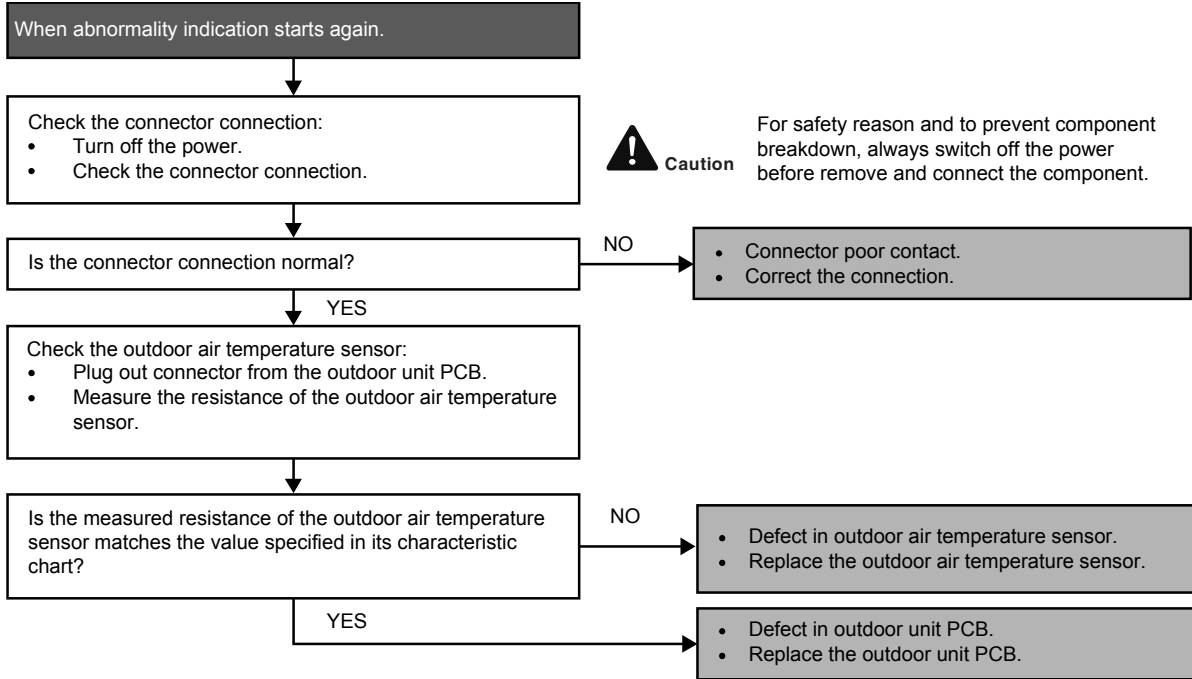 When abnormality indication starts again.
Check the connector connection:
• Turn off the power.
• Check the connector connection.
Caution
For safety reason and to prevent component
breakdown, always switch off the power
before remove and connect the component.
Is the connector connection normal?
NO
• Connector poor contact.
• Correct the connection.
YES
Check the outdoor air temperature sensor:
• Plug out connector from the outdoor unit PCB.
• Measure the resistance of the outdoor air temperature
sensor.
Is the measured resistance of the outdoor air temperature
sensor matches the value specified in its characteristic
chart?
NO
• Defect in outdoor air temperature sensor.
• Replace the outdoor air temperature sensor.
YES
• Defect in outdoor unit PCB.
• Replace the outdoor unit PCB.